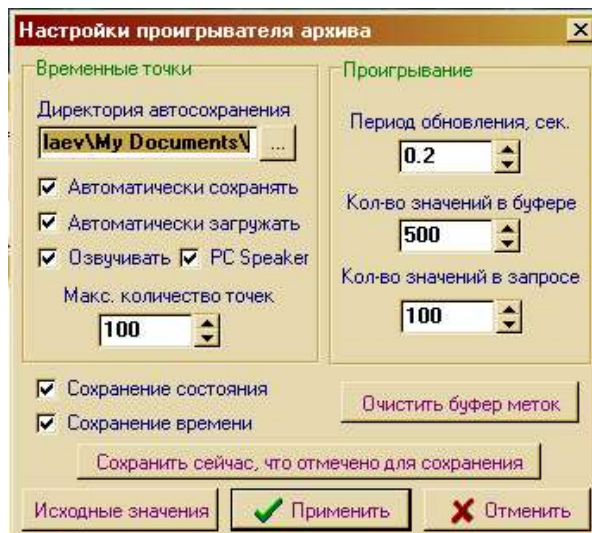 Настройки проигрывателя архива
Временные точки
Директория автосохранения
laev\My Documents\
...
Автоматически сохранять
Автоматически загружать
Озвучивать PC Speaker
Макс. количество точек
100
Проигрывание
Период обновления, сек.
0.2
Кол-во значений в буфере
500
Кол-во значений в запросе
100
Сохранение состояния
Сохранение времени
Очистить буфер меток
Сохранить сейчас, что отмечено для сохранения
Исходные значения Применить Отменить